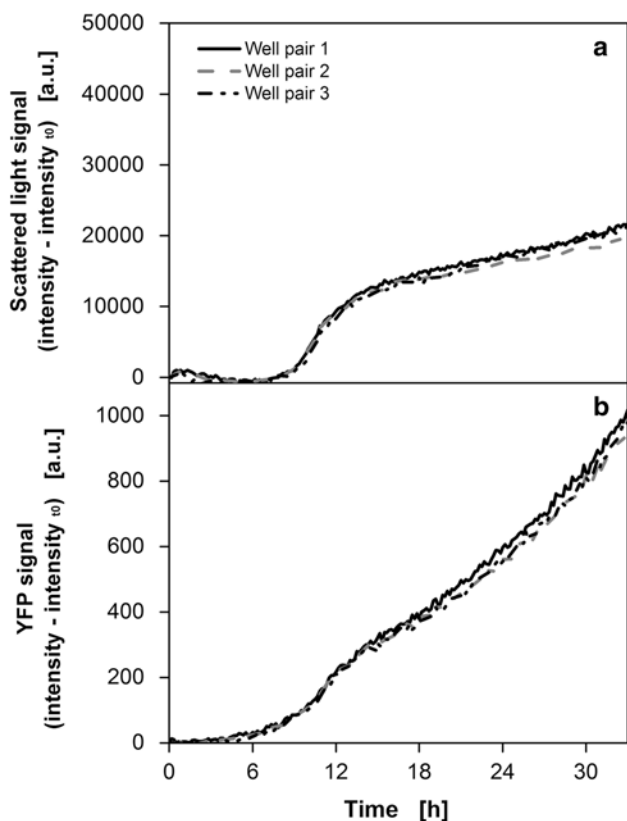 50000
a
Well pair 1
Well pair 2
Well pair 3
40000
30000
20000
10000
0
Scattered light signal
(intensity - intensity t0) [a.u.]
b
1000
800
600
400
200
0
YFP signal
(intensity - intensity t0) [a.u.]
0 6 12 18 24 30
Time [h]